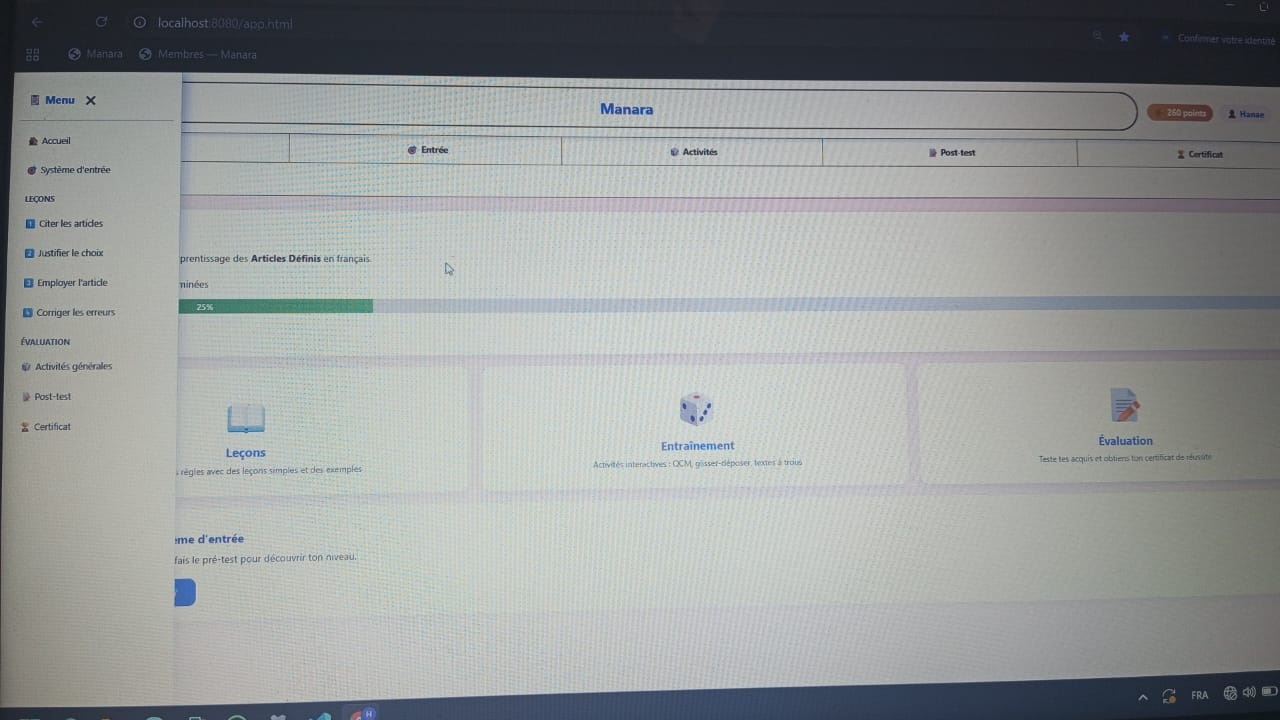 localhost:8080/app.html
Confirmer votre identité
Manara
Membres — Manara
Menu
Manara
260 points
Hanae
Accueil
Système d'entrée
LEÇONS
Citer les articles
Justifier le choix
Employer l'article
Corriger les erreurs
ÉVALUATION
Activités générales
Post-test
Certificat
Entrée
Activités
Post-test
Certificat
prentissage des Articles Définis en français.
minées
25%
Leçons
règles avec des leçons simples et des exemples
Entraînement
Activités interactives : QCM, glisser-déposer, textes à trous
Évaluation
Teste tes acquis et obtiens ton certificat de réussite
ème d'entrée
fais le pré-test pour découvrir ton niveau.
FRA
H